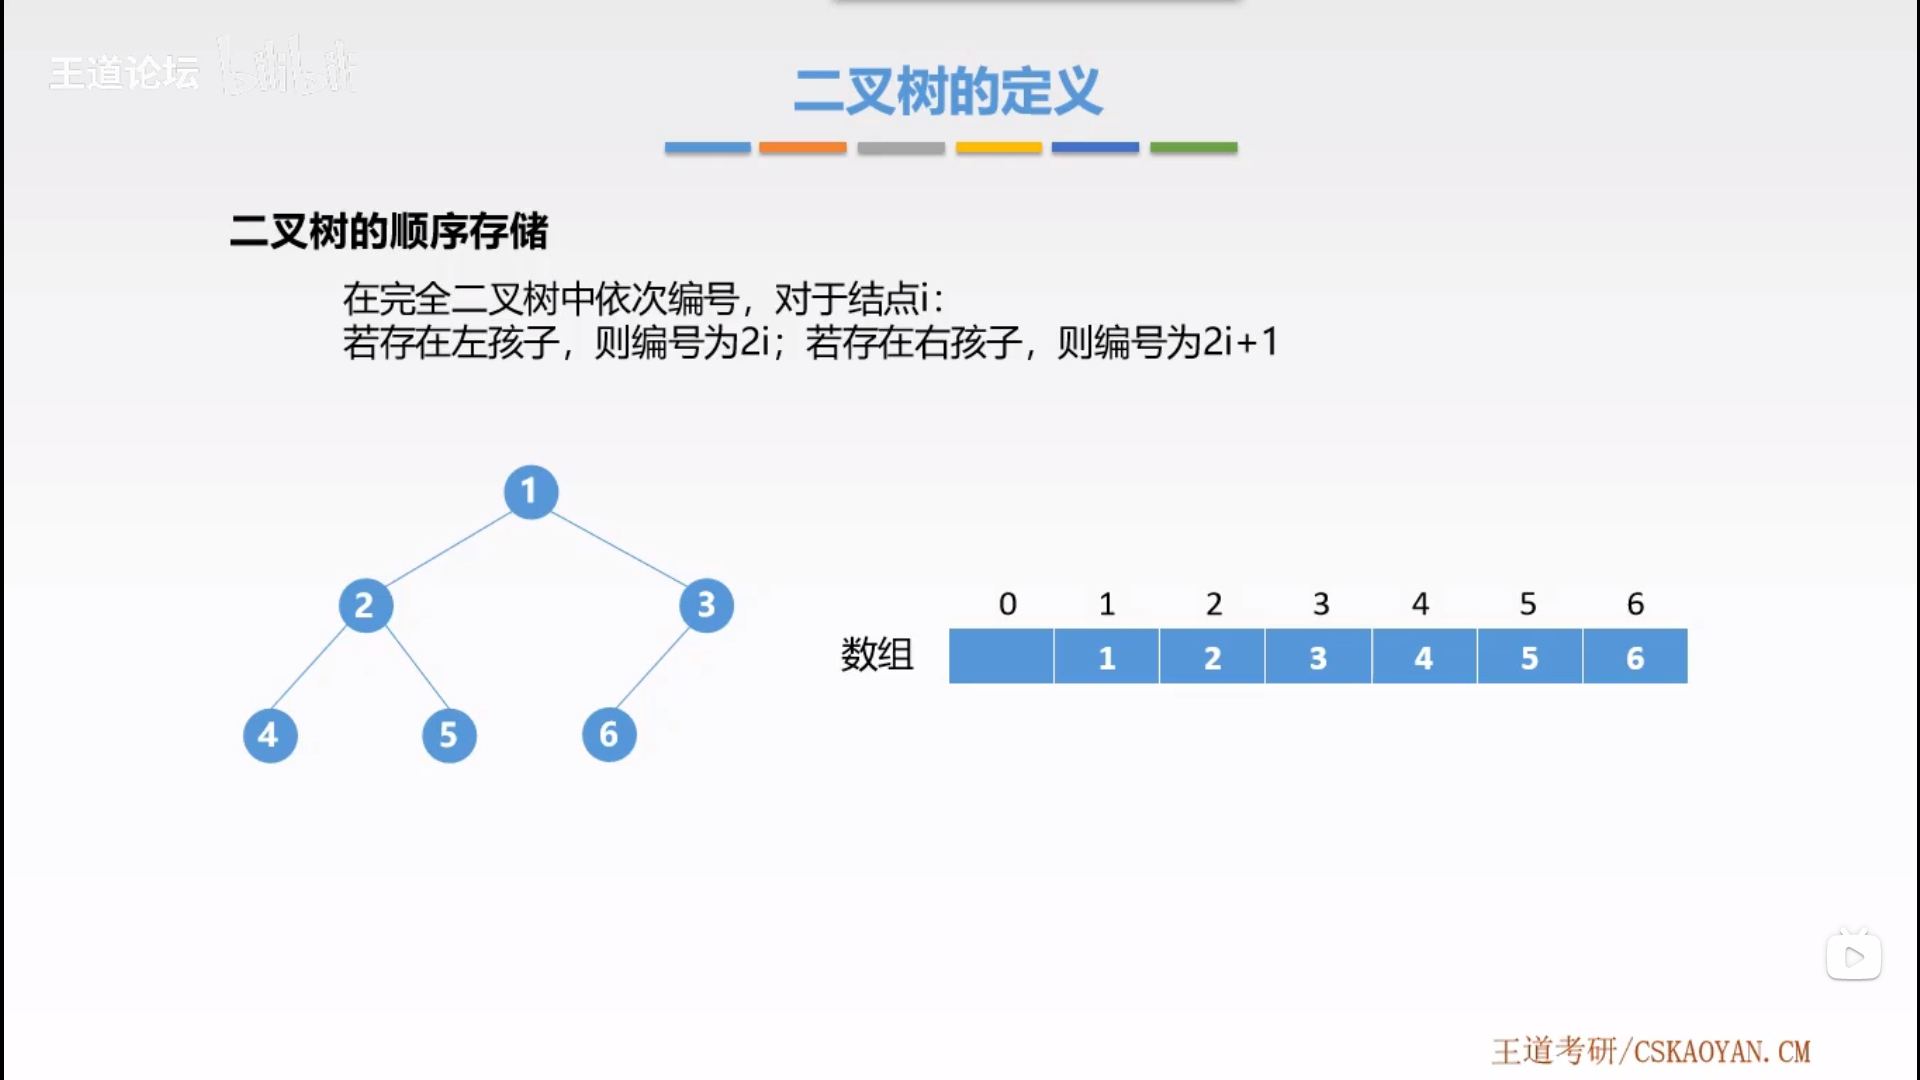 王道论坛 bilibili
二叉树的定义
二叉树的顺序存储
在完全二叉树中依次编号，对于结点i：
若存在左孩子，则编号为2i；若存在右孩子，则编号为2i+1
1
2 3
4 5 6
0 1 2 3 4 5 6
数组 1 2 3 4 5 6
王道考研/CSKAOYAN.CM